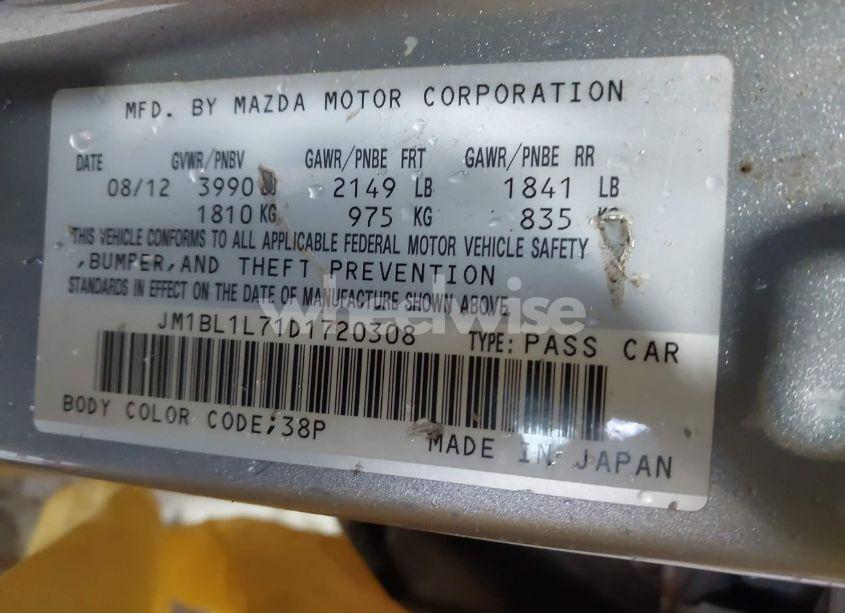 MFD. BY MAZDA MOTOR CORPORATION
DATE GVWR/PNBV GAWR/PNBE FRT GAWR/PNBE RR
08/12 3990 2149 LB 1841 LB
1810 KG 975 KG 835
THIS VEHICLE CONFORMS TO ALL APPLICABLE FEDERAL MOTOR VEHICLE SAFETY
,BUMPER,AND THEFT PREVENTION
STANDARDS IN EFFECT ON THE DATE OF MANUFACTURE SHOWN ABOVE.
wheelwise
JM1BL1L71D1720308 TYPE: PASS CAR
BODY COLOR CODE;38P
MADE IN JAPAN